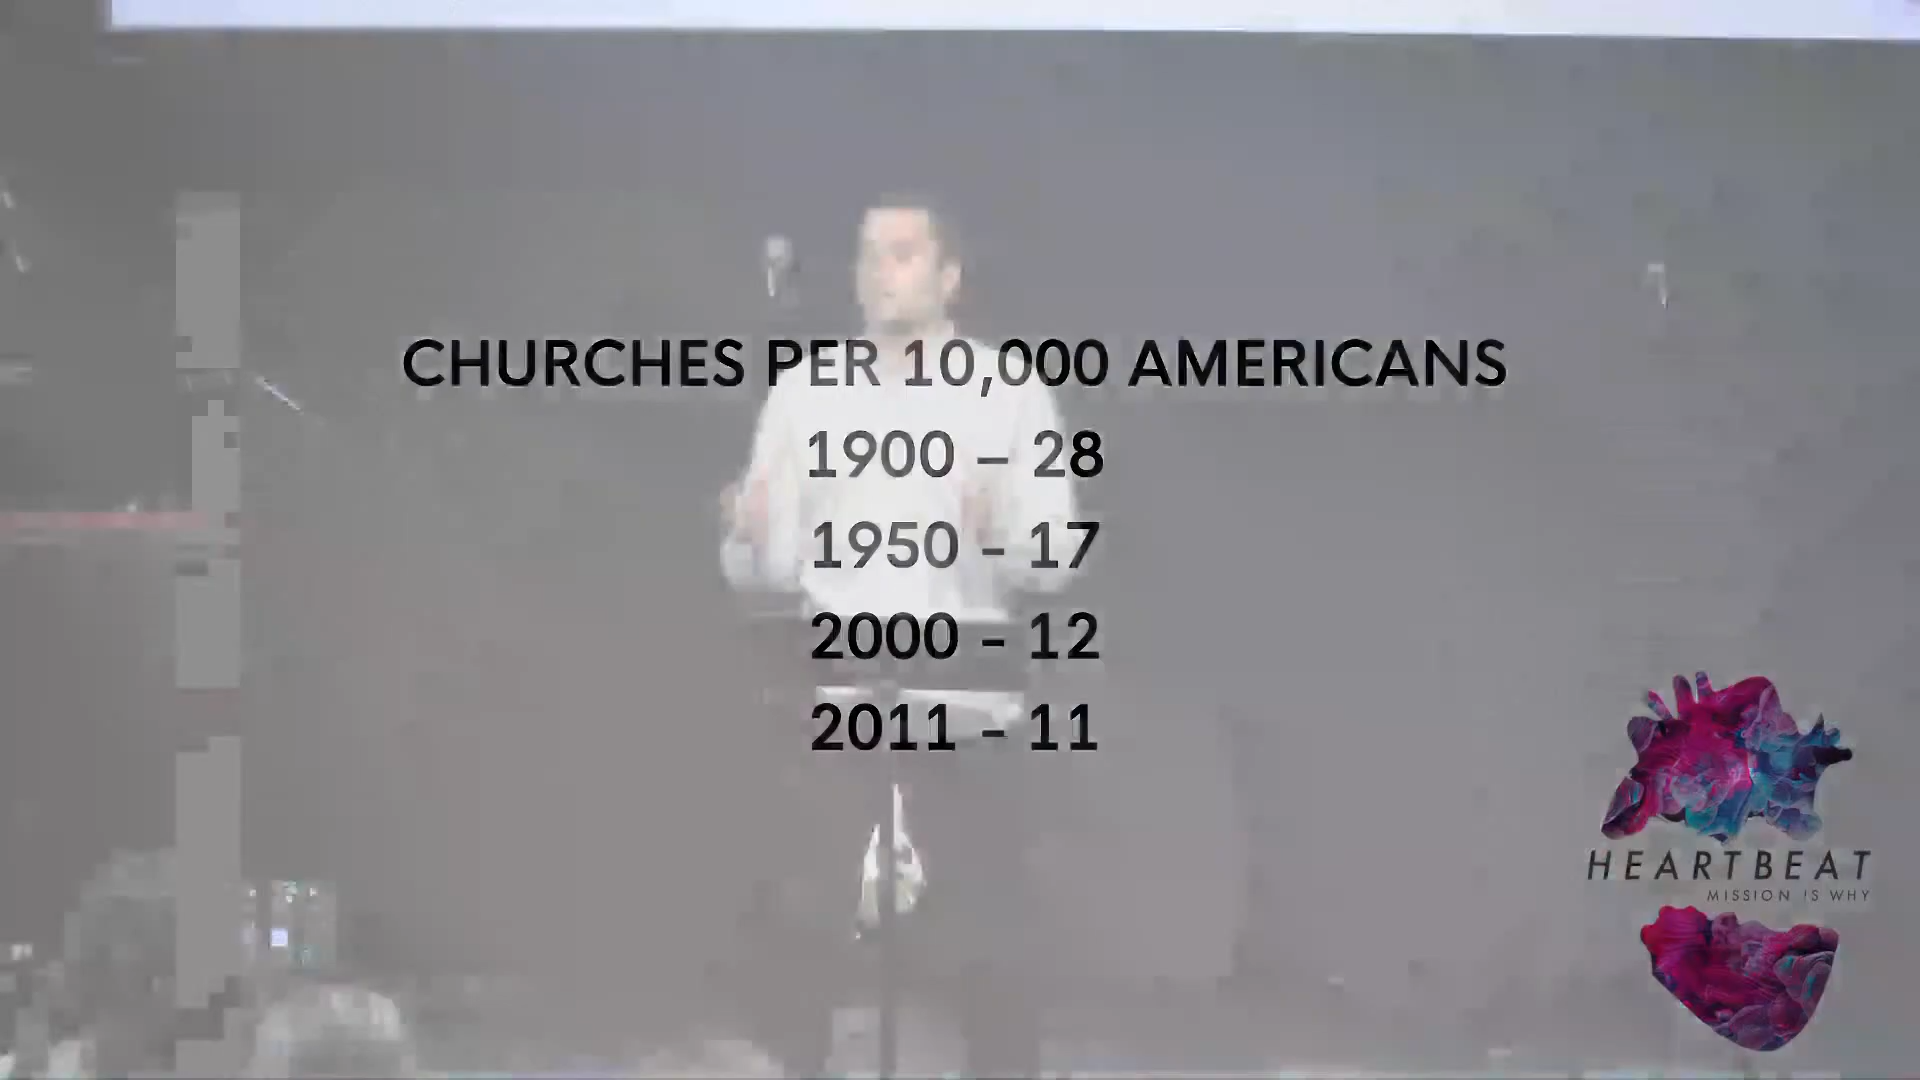 CHURCHES PER 10,000 AMERICANS
1900 – 28
1950 - 17
2000 - 12
2011 - 11
HEARTBEAT
MISSION IS WHY